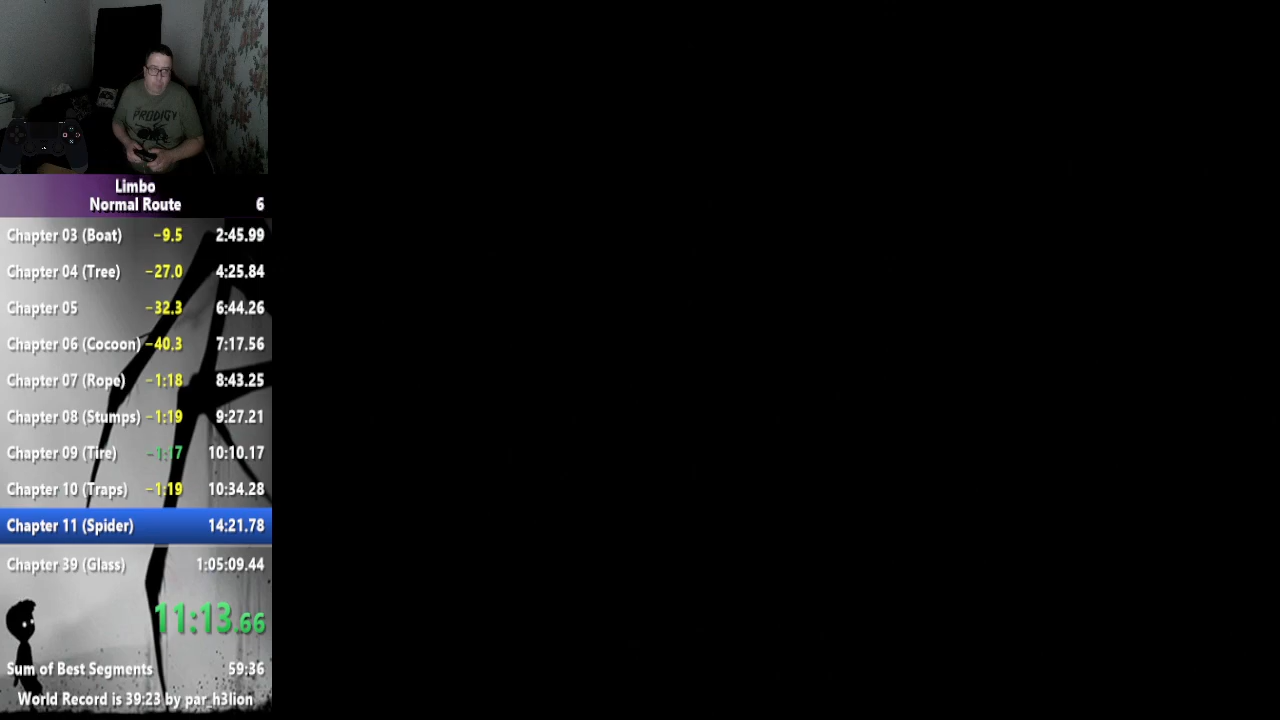 THE
PRODIGY
Limbo
Normal Route 6
Chapter 03 (Boat) -9.5 2:45.99
Chapter 04 (Tree) -27.0 4:25.84
Chapter 05 -32.3 6:44.26
Chapter 06 (Cocoon) -40.3 7:17.56
Chapter 07 (Rope) -1:18 8:43.25
Chapter 08 (Stumps) -1:19 9:27.21
Chapter 09 (Tire) -1:17 10:10.17
Chapter 10 (Traps) -1:19 10:34.28
Chapter 11 (Spider) 14:21.78
Chapter 39 (Glass) 1:05:09.44
11:13.66
Sum of Best Segments 59:36
World Record is 39:23 by par_h3lion